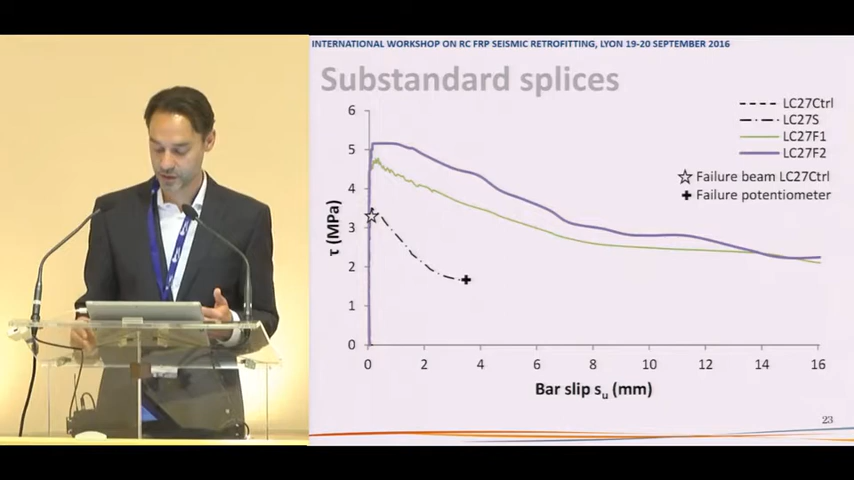 INTERNATIONAL WORKSHOP ON RC FRP SEISMIC RETROFITTING, LYON 19-20 SEPTEMBER 2016
Substandard splices
LC27Ctrl
LC27S
LC27F1
LC27F2
Failure beam LC27Ctrl
Failure potentiometer
τ (MPa)
6
5
4
3
2
1
0
0 2 4 6 8 10 12 14 16
Bar slip su (mm)
23